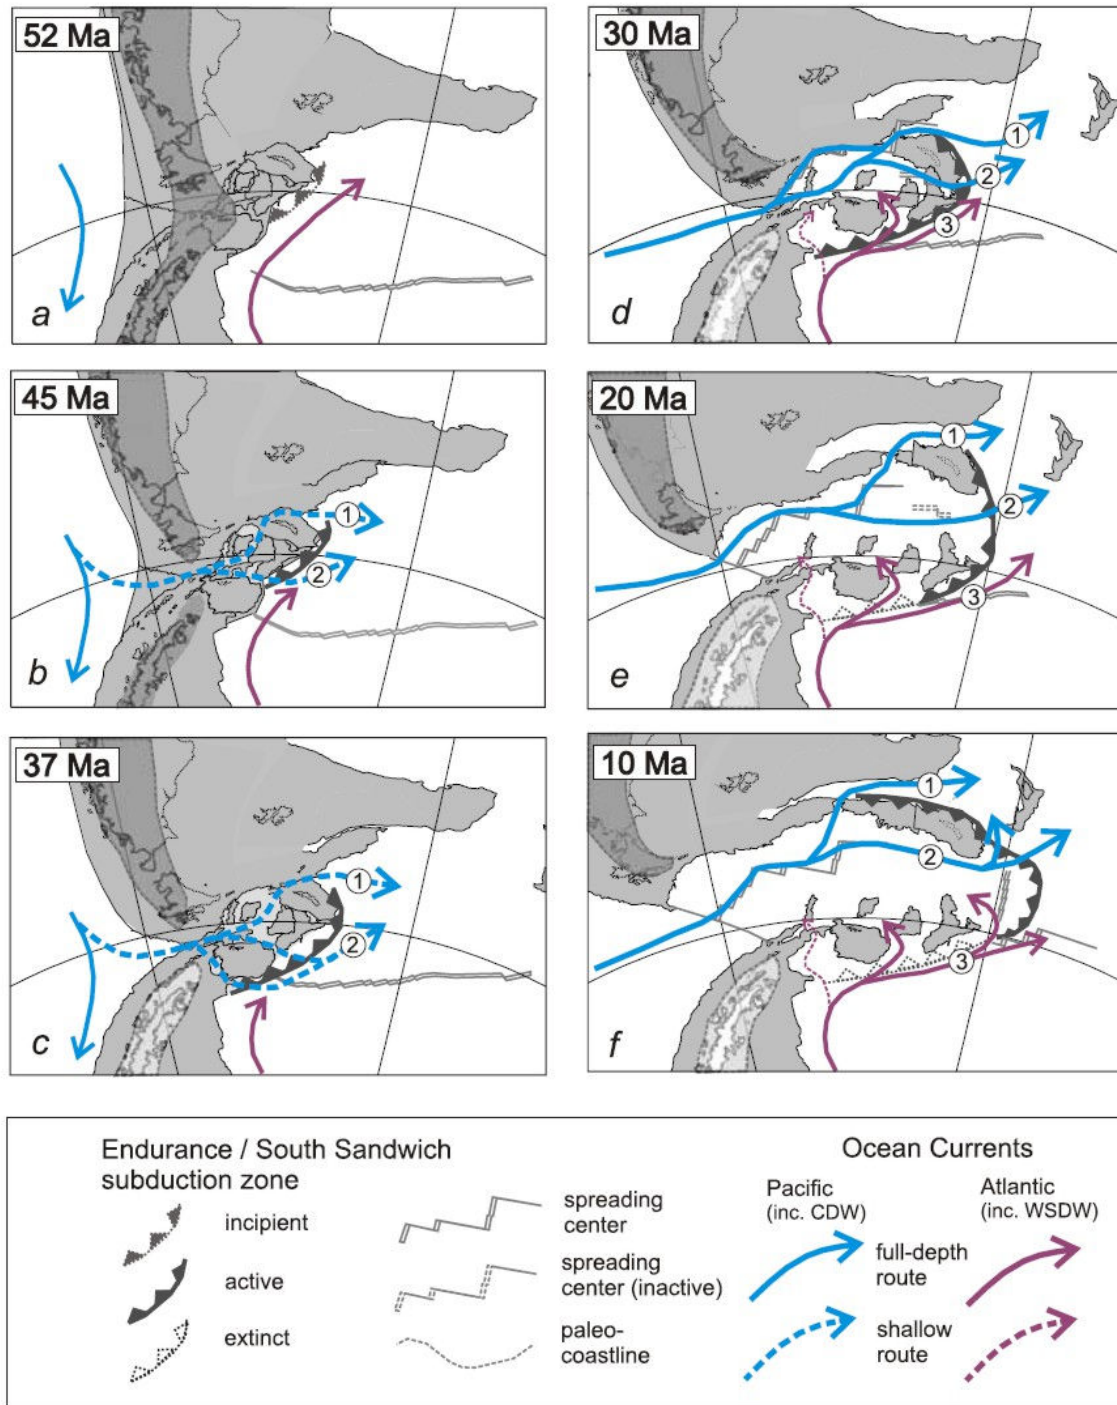 52 Ma
a
45 Ma
1
2
b
37 Ma
1
2
c
30 Ma
1
2
3
d
20 Ma
1
2
3
e
10 Ma
1
2
3
f
Endurance / South Sandwich
subduction zone
incipient
active
extinct
spreading
center
spreading
center (inactive)
paleo-
coastline
Ocean Currents
Pacific
(inc. CDW)
Atlantic
(inc. WSDW)
full-depth
route
shallow
route